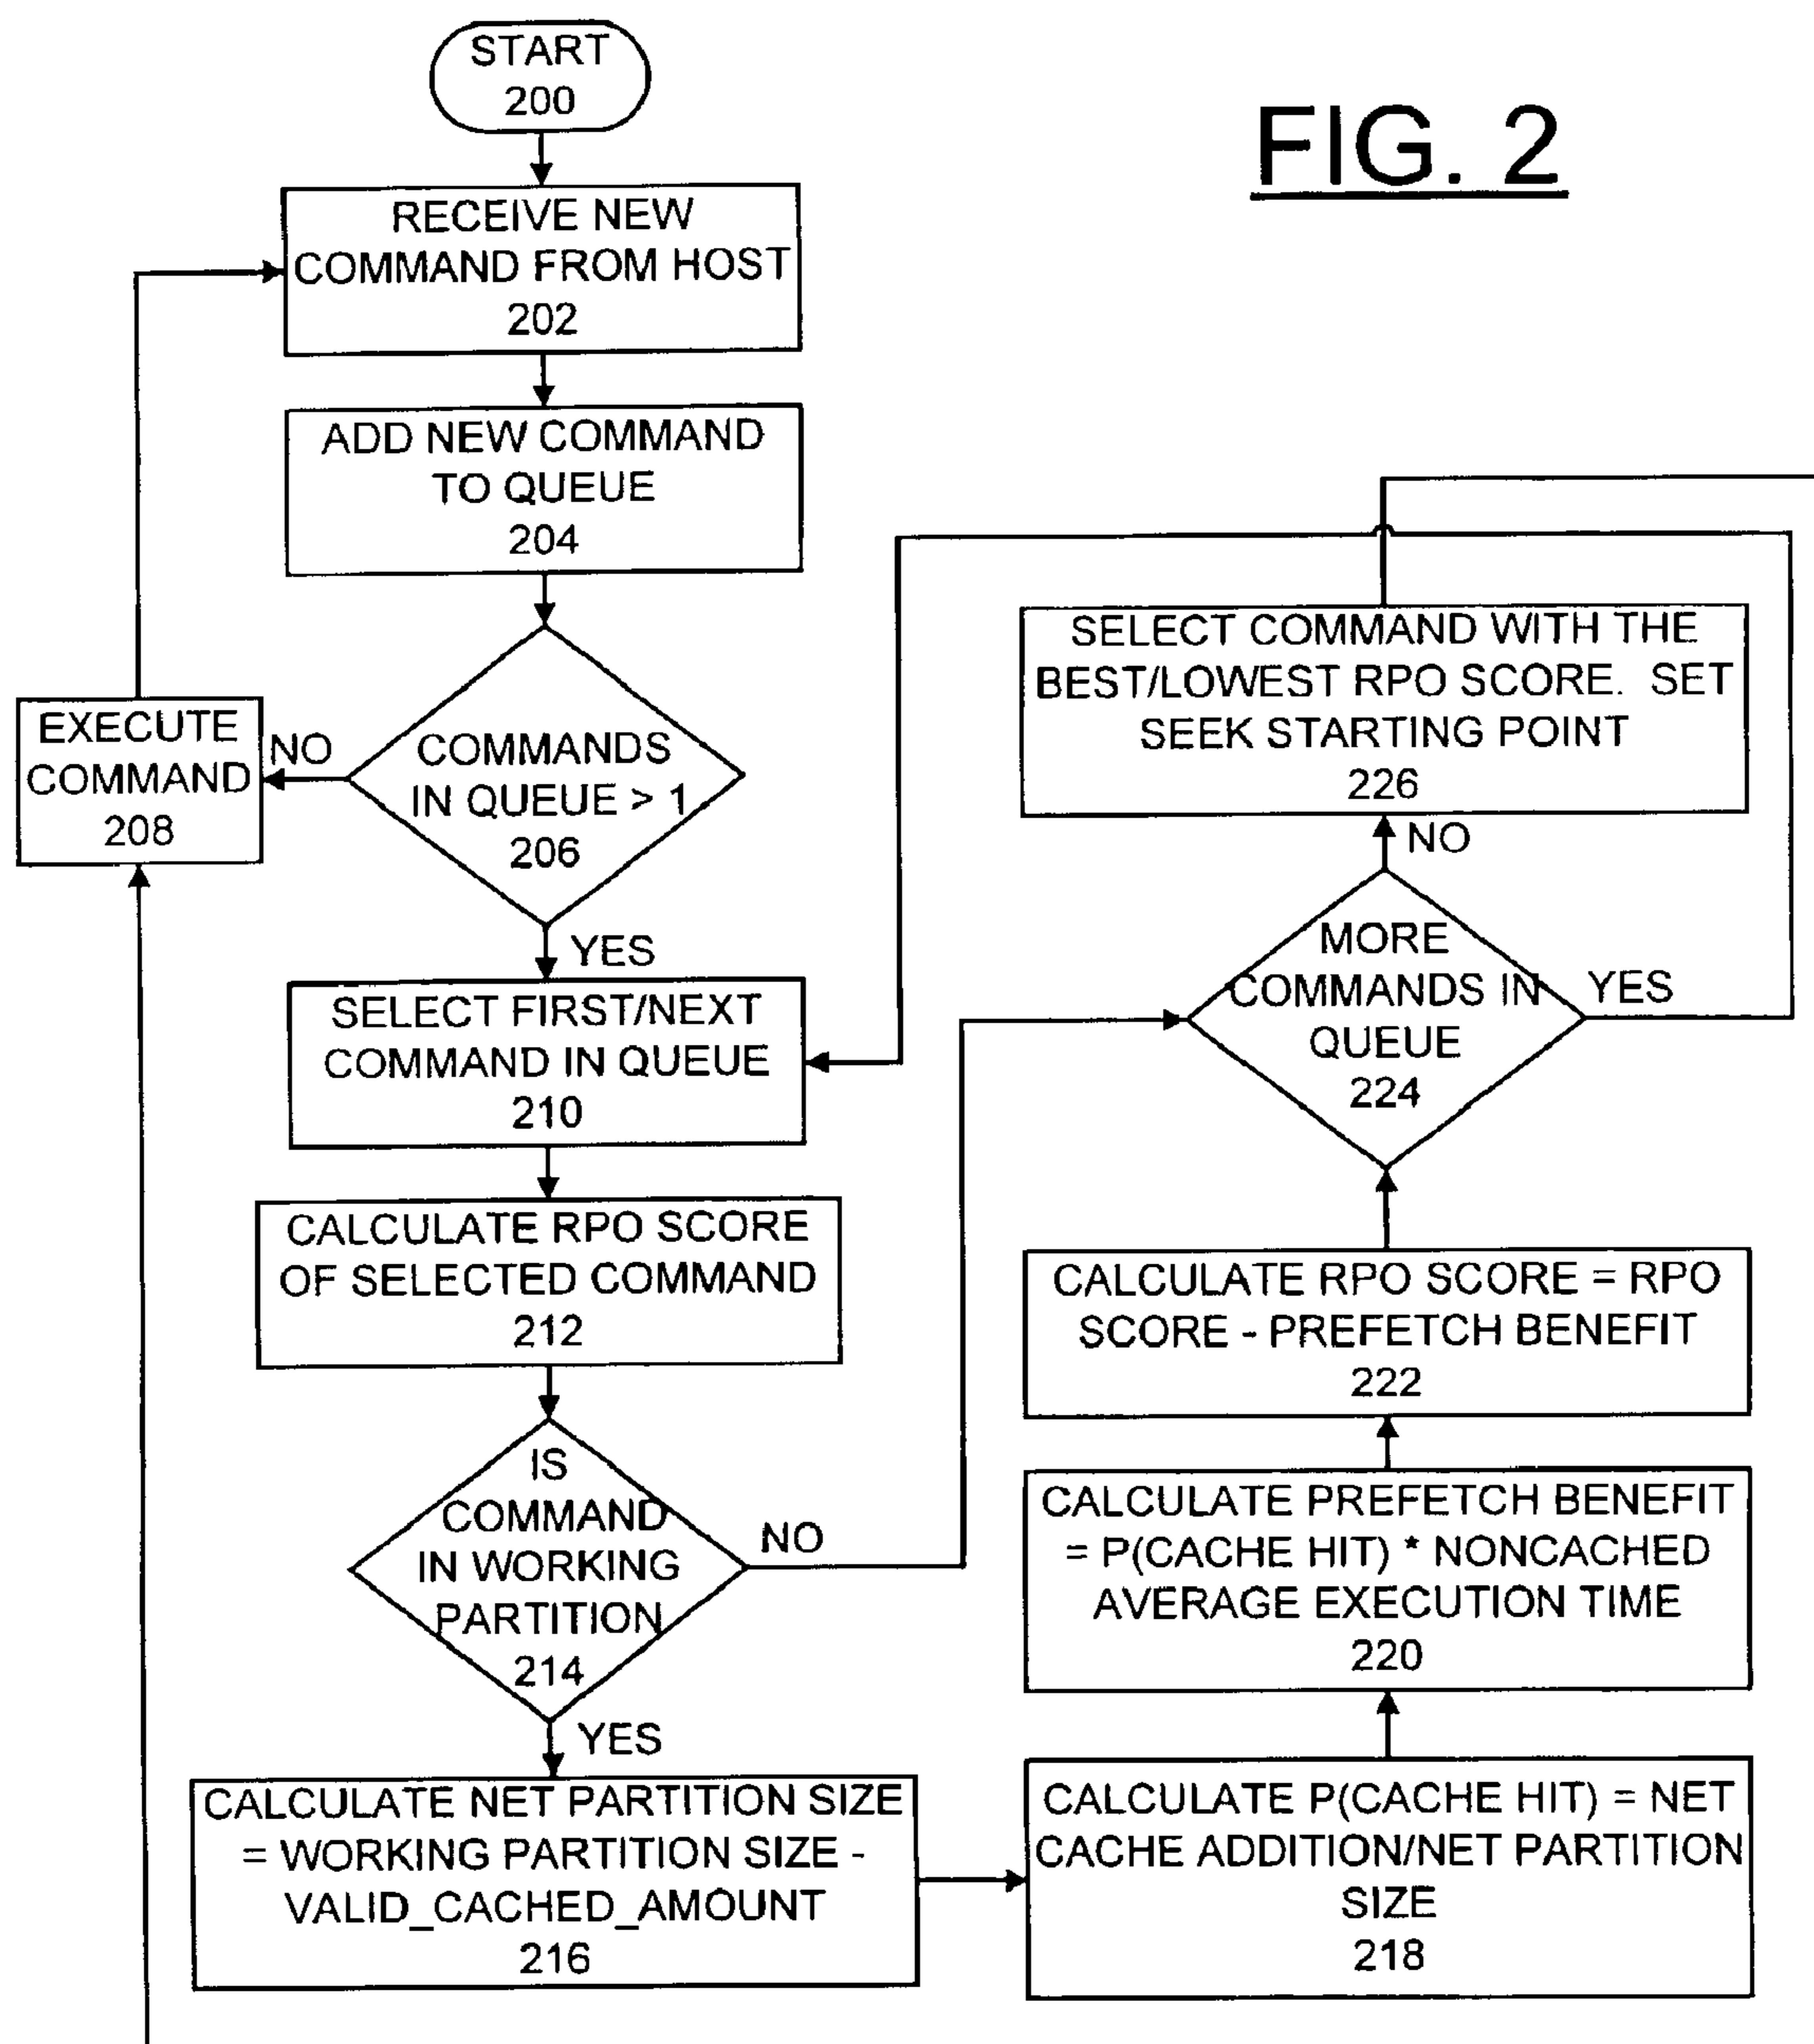 START
200
FIG. 2
RECEIVE NEW
COMMAND FROM HOST
202
ADD NEW COMMAND
TO QUEUE
204
COMMANDS
IN QUEUE > 1
206
NO
EXECUTE
COMMAND
208
YES
SELECT FIRST/NEXT
COMMAND IN QUEUE
210
CALCULATE RPO SCORE
OF SELECTED COMMAND
212
IS
COMMAND
IN WORKING
PARTITION
214
NO
YES
CALCULATE NET PARTITION SIZE
= WORKING PARTITION SIZE -
VALID_CACHED_AMOUNT
216
CALCULATE P(CACHE HIT) = NET
CACHE ADDITION/NET PARTITION
SIZE
218
CALCULATE PREFETCH BENEFIT
= P(CACHE HIT) * NONCACHED
AVERAGE EXECUTION TIME
220
CALCULATE RPO SCORE = RPO
SCORE - PREFETCH BENEFIT
222
MORE
COMMANDS IN
QUEUE
224
YES
NO
SELECT COMMAND WITH THE
BEST/LOWEST RPO SCORE. SET
SEEK STARTING POINT
226